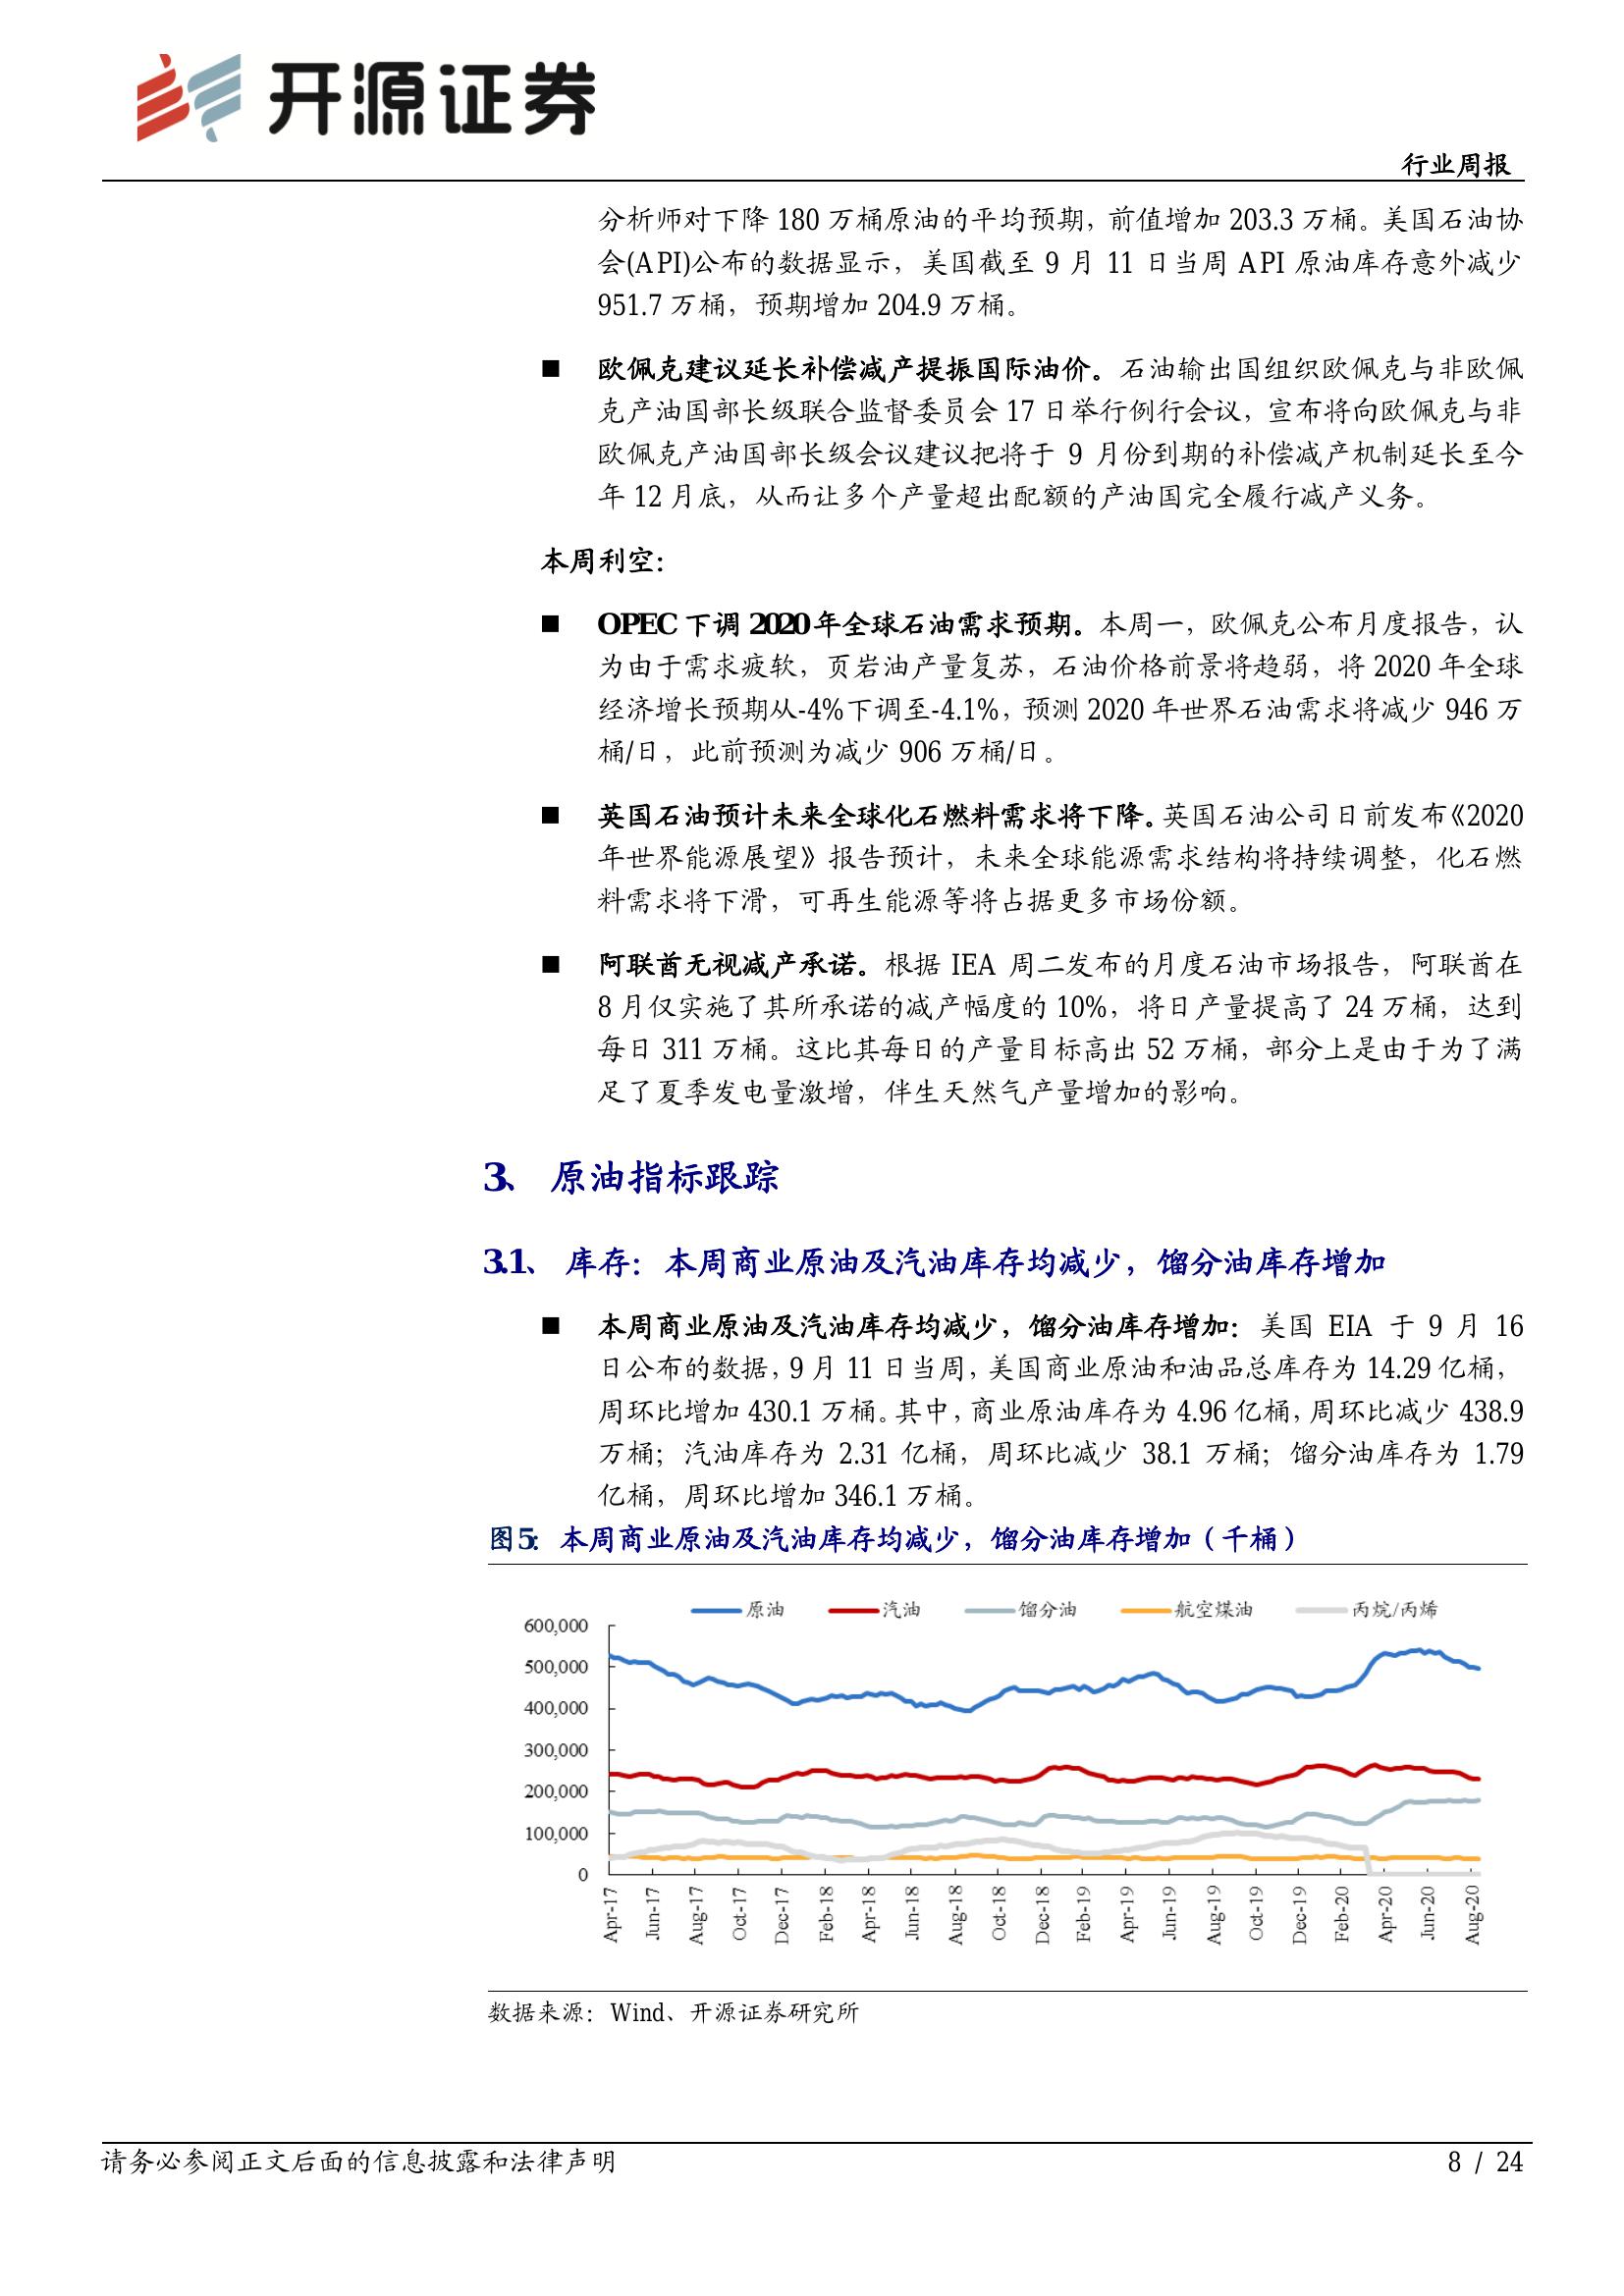 开源证券
行业周报
分析师对下降 180 万桶原油的平均预期，前值增加 203.3 万桶。美国石油协
会(API)公布的数据显示，美国截至 9 月 11 日当周 API 原油库存意外减少
951.7 万桶，预期增加 204.9 万桶。
■ 欧佩克建议延长补偿减产提振国际油价。石油输出国组织欧佩克与非欧佩
克产油国部长级联合监督委员会 17 日举行例行会议，宣布将向欧佩克与非
欧佩克产油国部长级会议建议把将于 9 月份到期的补偿减产机制延长至今
年 12 月底，从而让多个产量超出配额的产油国完全履行减产义务。
本周利空：
■ OPEC 下调 2020 年全球石油需求预期。本周一，欧佩克公布月度报告，认
为由于需求疲软，页岩油产量复苏，石油价格前景将趋弱，将 2020 年全球
经济增长预期从-4%下调至-4.1%，预测 2020 年世界石油需求将减少 946 万
桶/日，此前预测为减少 906 万桶/日。
■ 英国石油预计未来全球化石燃料需求将下降。英国石油公司日前发布《2020
年世界能源展望》报告预计，未来全球能源需求结构将持续调整，化石燃
料需求将下滑，可再生能源等将占据更多市场份额。
■ 阿联酋无视减产承诺。根据 IEA 周二发布的月度石油市场报告，阿联酋在
8 月仅实施了其所承诺的减产幅度的 10%，将日产量提高了 24 万桶，达到
每日 311 万桶。这比其每日的产量目标高出 52 万桶，部分上是由于为了满
足了夏季发电量激增，伴生天然气产量增加的影响。
3、 原油指标跟踪
3.1、 库存：本周商业原油及汽油库存均减少，馏分油库存增加
■ 本周商业原油及汽油库存均减少，馏分油库存增加：美国 EIA 于 9 月 16
日公布的数据，9 月 11 日当周，美国商业原油和油品总库存为 14.29 亿桶，
周环比增加 430.1 万桶。其中，商业原油库存为 4.96 亿桶，周环比减少 438.9
万桶；汽油库存为 2.31 亿桶，周环比减少 38.1 万桶；馏分油库存为 1.79
亿桶，周环比增加 346.1 万桶。
图 5：本周商业原油及汽油库存均减少，馏分油库存增加（千桶）
原油 汽油 馏分油 航空煤油 丙烷/丙烯
600,000
500,000
400,000
300,000
200,000
100,000
0
Apr-17 Jun-17 Aug-17 Oct-17 Dec-17 Feb-18 Apr-18 Jun-18 Aug-18 Oct-18 Dec-18 Feb-19 Apr-19 Jun-19 Aug-19 Oct-19 Dec-19 Feb-20 Apr-20 Jun-20 Aug-20
数据来源：Wind、开源证券研究所
请务必参阅正文后面的信息披露和法律声明
8 / 24